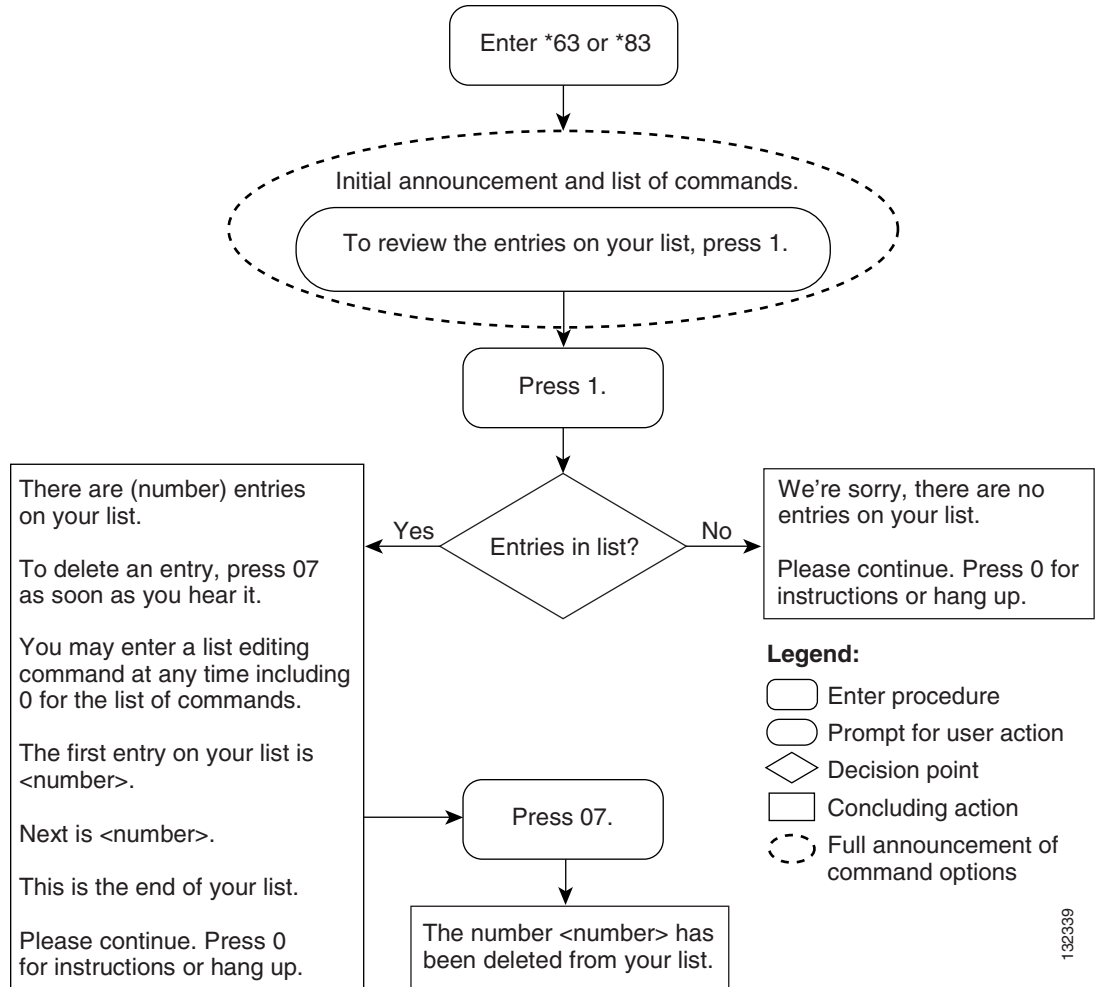 Enter *63 or *83
Initial announcement and list of commands.
To review the entries on your list, press 1.
Press 1.
Entries in list?
Yes
No
There are (number) entries
on your list.
To delete an entry, press 07
as soon as you hear it.
You may enter a list editing
command at any time including
0 for the list of commands.
The first entry on your list is
<number>.
Next is <number>.
This is the end of your list.
Please continue. Press 0
for instructions or hang up.
We're sorry, there are no
entries on your list.
Please continue. Press 0 for
instructions or hang up.
Press 07.
The number <number> has
been deleted from your list.
Legend:
Enter procedure
Prompt for user action
Decision point
Concluding action
Full announcement of
command options
132339